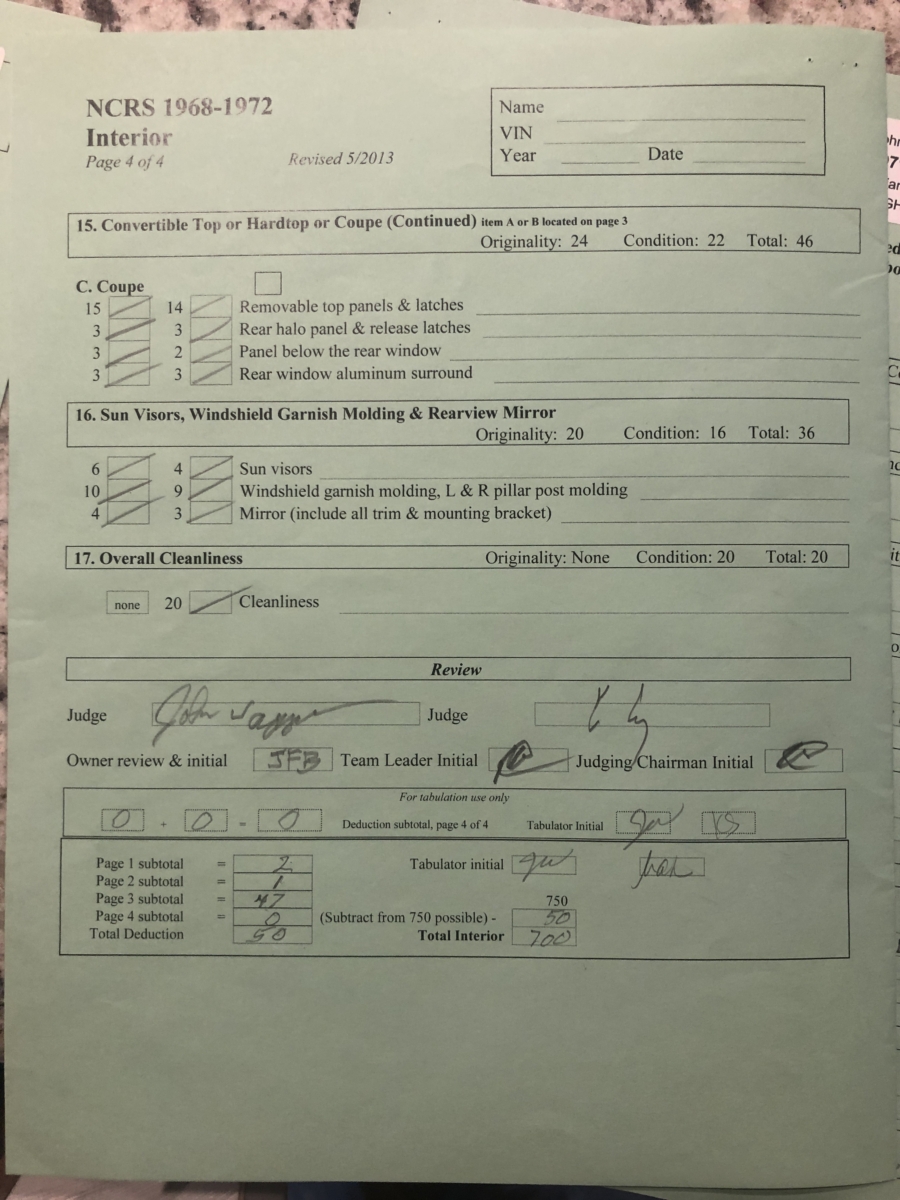 NCRS 1968-1972
Interior
Page 4 of 4 Revised 5/2013
Name
VIN
Year Date
15. Convertible Top or Hardtop or Coupe (Continued) item A or B located on page 3
Originality: 24 Condition: 22 Total: 46
C. Coupe
15 14 Removable top panels & latches
3 3 Rear halo panel & release latches
3 2 Panel below the rear window
3 3 Rear window aluminum surround
16. Sun Visors, Windshield Garnish Molding & Rearview Mirror
Originality: 20 Condition: 16 Total: 36
6 4 Sun visors
10 9 Windshield garnish molding, L & R pillar post molding
4 3 Mirror (include all trim & mounting bracket)
17. Overall Cleanliness Originality: None Condition: 20 Total: 20
none 20 Cleanliness
Review
Judge John Judge
Owner review & initial JFB Team Leader Initial Judging Chairman Initial
For tabulation use only
0 + 0 = 0 Deduction subtotal, page 4 of 4 Tabulator Initial
Page 1 subtotal = 2 Tabulator initial
Page 2 subtotal = 1
Page 3 subtotal = 47 750
Page 4 subtotal = 0 (Subtract from 750 possible) - 50
Total Deduction 50 Total Interior 700